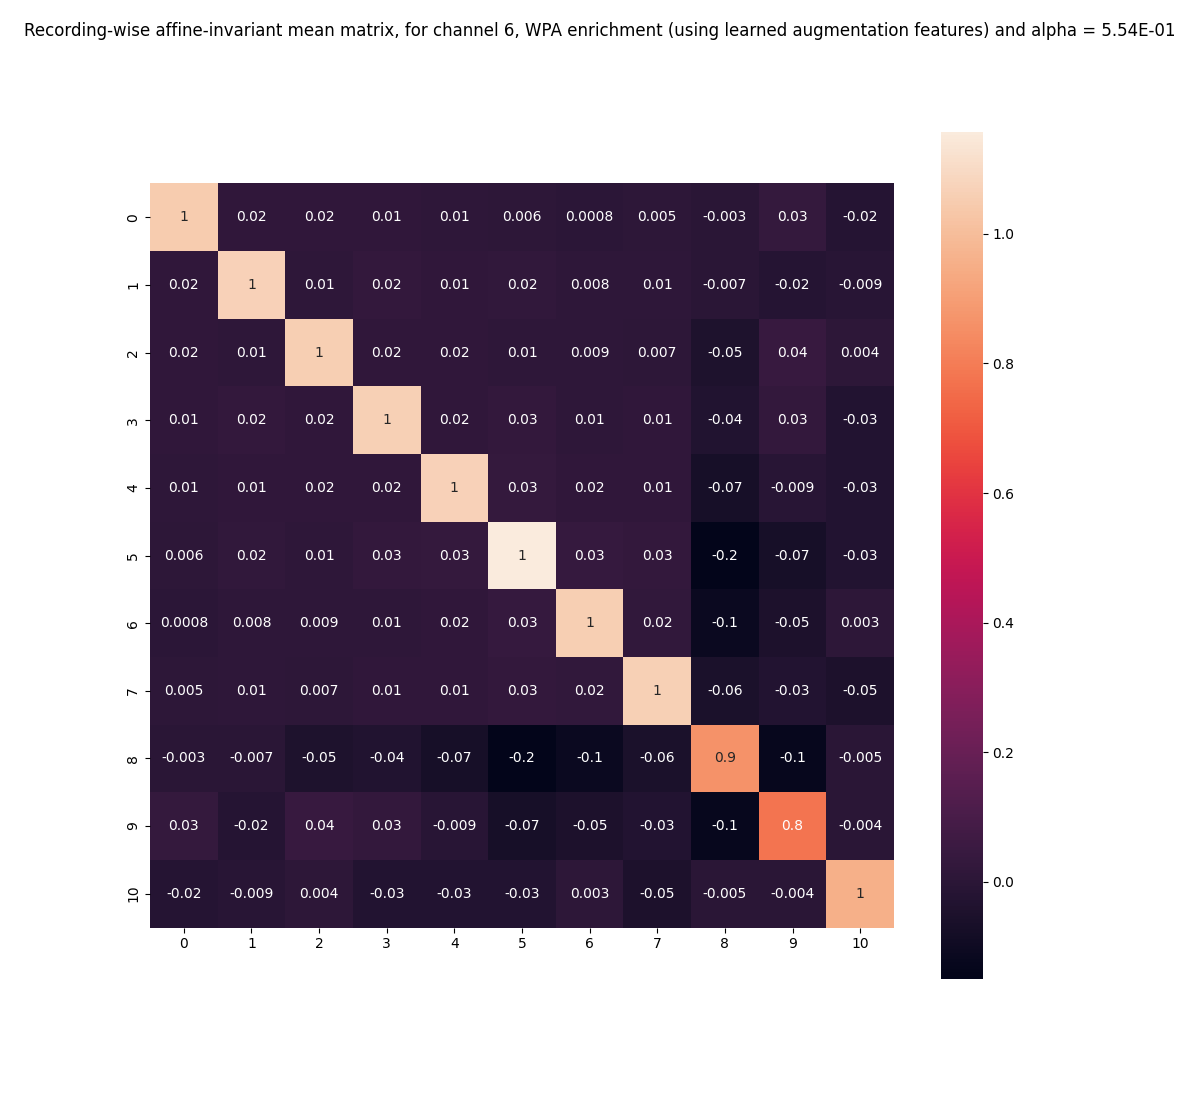 Recording-wise affine-invariant mean matrix, for channel 6, WPA enrichment (using learned augmentation features) and alpha = 5.54E-01
0 1 0.02 0.02 0.01 0.01 0.006 0.0008 0.005 -0.003 0.03 -0.02
1 0.02 1 0.01 0.02 0.01 0.02 0.008 0.01 -0.007 -0.02 -0.009
2 0.02 0.01 1 0.02 0.02 0.01 0.009 0.007 -0.05 0.04 0.004
3 0.01 0.02 0.02 1 0.02 0.03 0.01 0.01 -0.04 0.03 -0.03
4 0.01 0.01 0.02 0.02 1 0.03 0.02 0.01 -0.07 -0.009 -0.03
5 0.006 0.02 0.01 0.03 0.03 1 0.03 0.03 -0.2 -0.07 -0.03
6 0.0008 0.008 0.009 0.01 0.02 0.03 1 0.02 -0.1 -0.05 0.003
7 0.005 0.01 0.007 0.01 0.01 0.03 0.02 1 -0.06 -0.03 -0.05
8 -0.003 -0.007 -0.05 -0.04 -0.07 -0.2 -0.1 -0.06 0.9 -0.1 -0.005
9 0.03 -0.02 0.04 0.03 -0.009 -0.07 -0.05 -0.03 -0.1 0.8 -0.004
10 -0.02 -0.009 0.004 -0.03 -0.03 -0.03 0.003 -0.05 -0.005 -0.004 1
0 1 2 3 4 5 6 7 8 9 10
1.0
0.8
0.6
0.4
0.2
0.0